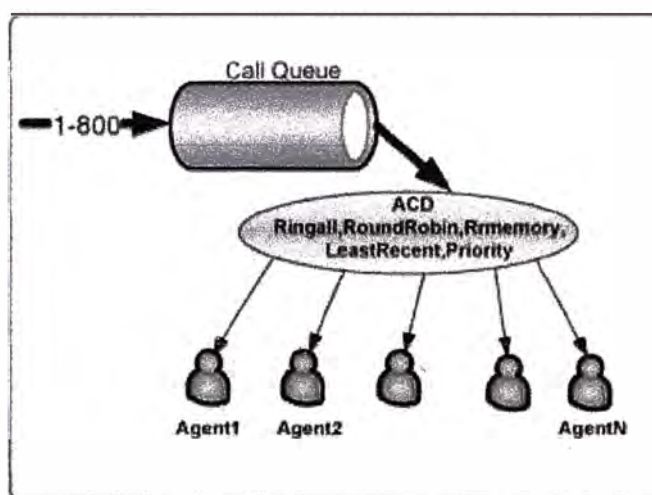 Call Queue
1-800
ACD
Ringall,RoundRobin,Rrmemory,
LeastRecent,Priority
Agent1
Agent2
AgentN